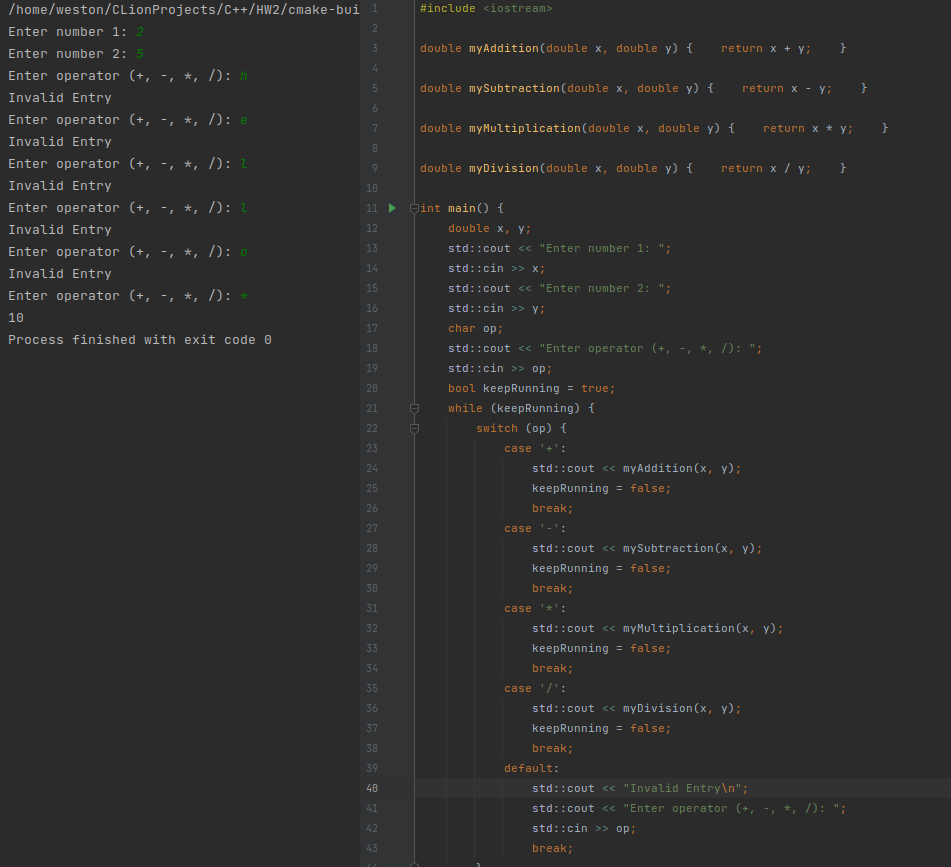 /home/weston/CLionProjects/C++/HW2/cmake-bui
Enter number 1: 2
Enter number 2: 5
Enter operator (+, -, *, /): h
Invalid Entry
Enter operator (+, -, *, /): e
Invalid Entry
Enter operator (+, -, *, /): l
Invalid Entry
Enter operator (+, -, *, /): l
Invalid Entry
Enter operator (+, -, *, /): o
Invalid Entry
Enter operator (+, -, *, /): *
10
Process finished with exit code 0
1 #include <iostream>
2
3 double myAddition(double x, double y) {    return x + y;    }
4
5 double mySubtraction(double x, double y) {    return x - y;    }
6
7 double myMultiplication(double x, double y) {    return x * y;    }
8
9 double myDivision(double x, double y) {    return x / y;    }
10
11 int main() {
12     double x, y;
13     std::cout << "Enter number 1: ";
14     std::cin >> x;
15     std::cout << "Enter number 2: ";
16     std::cin >> y;
17     char op;
18     std::cout << "Enter operator (+, -, *, /): ";
19     std::cin >> op;
20     bool keepRunning = true;
21     while (keepRunning) {
22         switch (op) {
23             case '+':
24                 std::cout << myAddition(x, y);
25                 keepRunning = false;
26                 break;
27             case '-':
28                 std::cout << mySubtraction(x, y);
29                 keepRunning = false;
30                 break;
31             case '*':
32                 std::cout << myMultiplication(x, y);
33                 keepRunning = false;
34                 break;
35             case '/':
36                 std::cout << myDivision(x, y);
37                 keepRunning = false;
38                 break;
39             default:
40                 std::cout << "Invalid Entry\n";
41                 std::cout << "Enter operator (+, -, *, /): ";
42                 std::cin >> op;
43                 break;